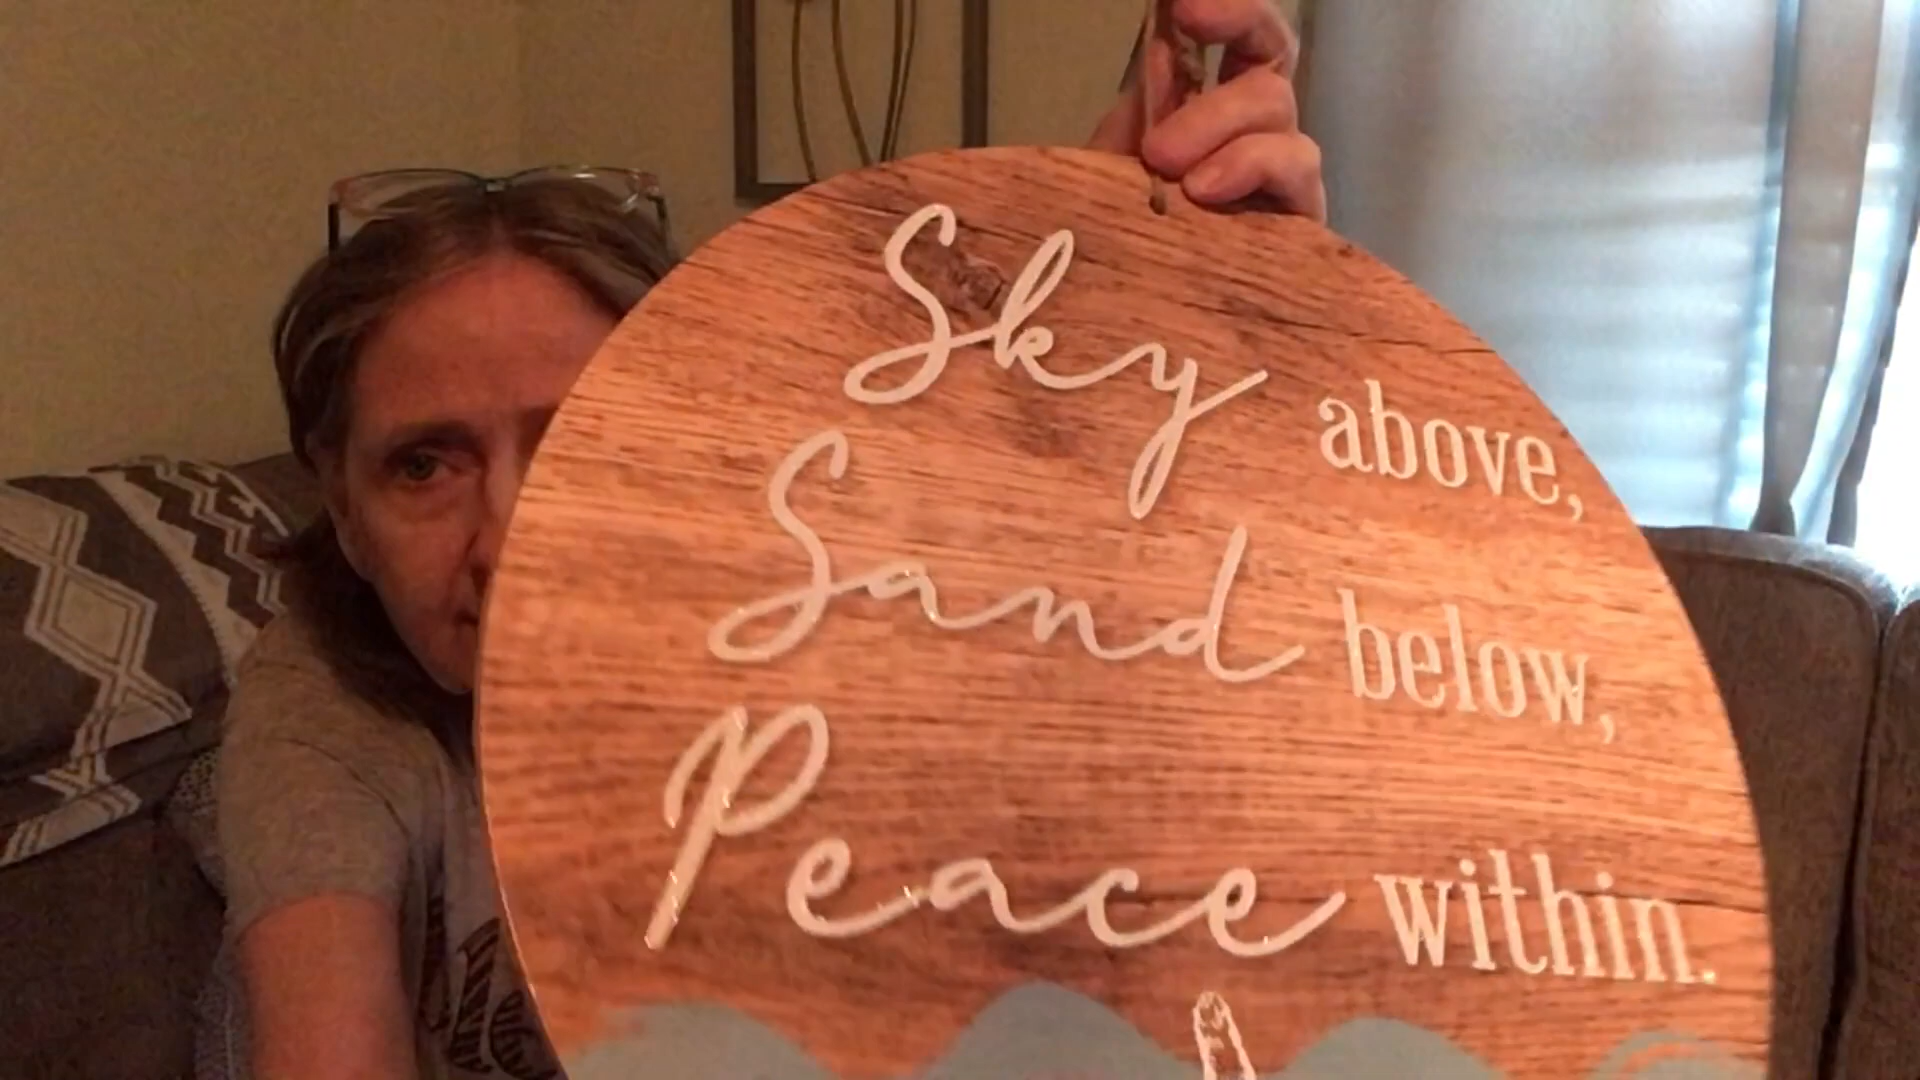 Sky above,
Sand below,
Peace within.